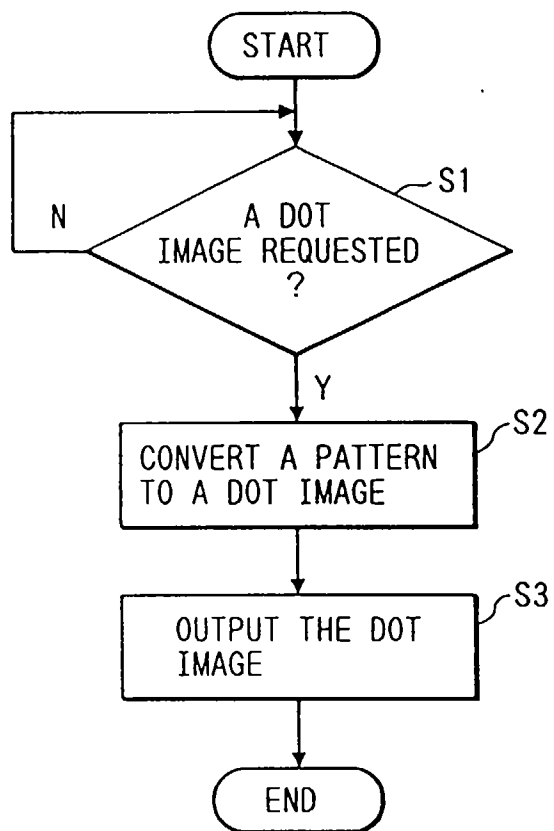 START
S1
A DOT
IMAGE REQUESTED
?
N
Y
S2
CONVERT A PATTERN
TO A DOT IMAGE
S3
OUTPUT THE DOT
IMAGE
END